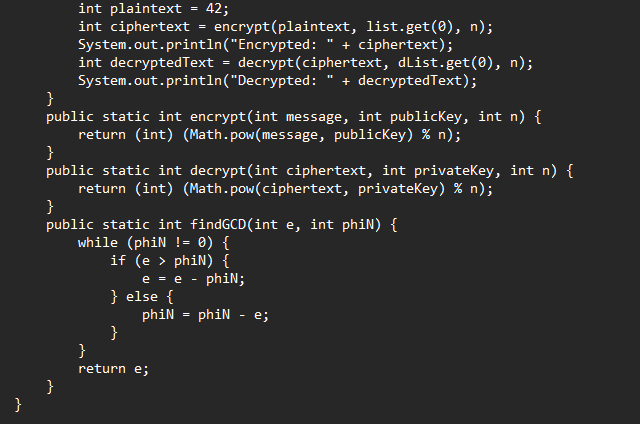 int plaintext = 42;
int ciphertext = encrypt(plaintext, list.get(0), n);
System.out.println("Encrypted: " + ciphertext);
int decryptedText = decrypt(ciphertext, dList.get(0), n);
System.out.println("Decrypted: " + decryptedText);
}
public static int encrypt(int message, int publicKey, int n) {
return (int) (Math.pow(message, publicKey) % n);
}
public static int decrypt(int ciphertext, int privateKey, int n) {
return (int) (Math.pow(ciphertext, privateKey) % n);
}
public static int findGCD(int e, int phiN) {
while (phiN != 0) {
if (e > phiN) {
e = e - phiN;
} else {
phiN = phiN - e;
}
}
return e;
}
}